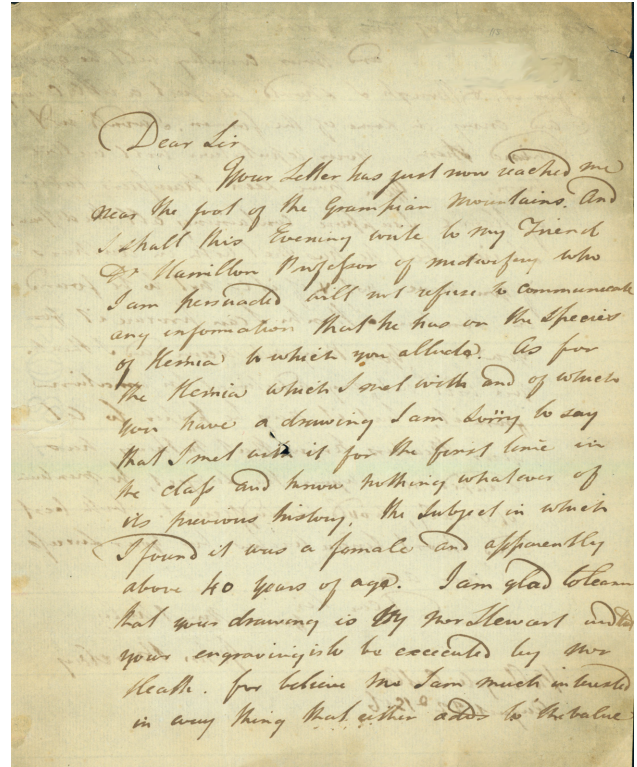 Dear Sir
Your Letter has just now reached me
near the foot of the Grampian Mountains. And
I shall this Evening write to my Friend
Dr Hamilton Professor of midwifery who
I am persuaded will not refuse to communicate
any information that he has on the Species
of Hernia to which you allude. As for
the Hernia which I met with and of which
you have a drawing I am sorry to say
that I met with it for the first time in
the class and know nothing whatever of
its previous history. the Subject in which
I found it was a female and apparently
above 40 years of age. I am glad to learn
that your drawing is by Mr Stewart and that
your engraving is to be executed by Mr
Heath. for believe me I am much interested
in every thing that either adds to the value